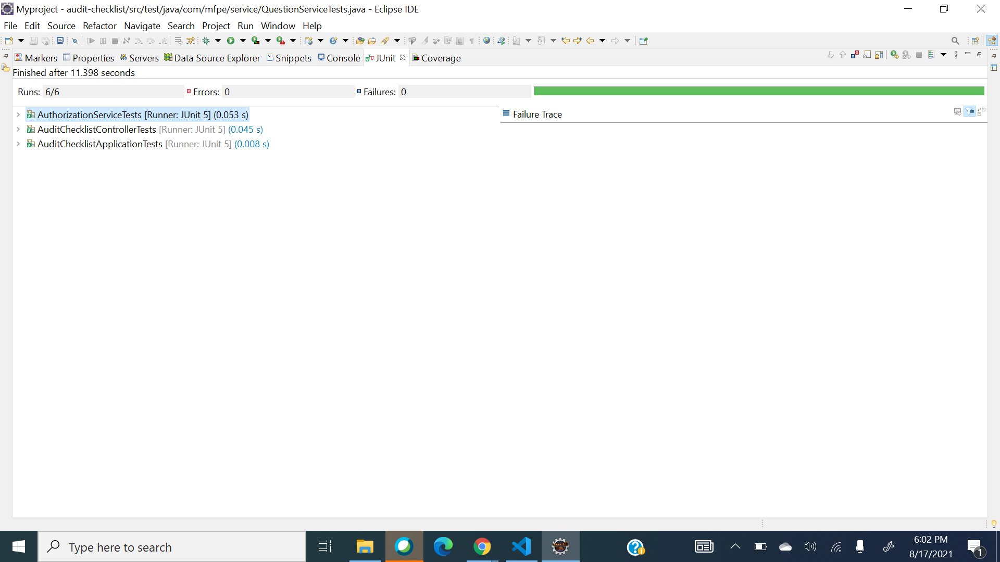 Myproject - audit-checklist/src/test/java/com/mfpe/service/QuestionServiceTests.java - Eclipse IDE
File Edit Source Refactor Navigate Search Project Run Window Help
Markers Properties Servers Data Source Explorer Snippets Console JUnit Coverage
Finished after 11.398 seconds
Runs: 6/6 Errors: 0 Failures: 0
AuthorizationServiceTests [Runner: JUnit 5] (0.053 s)
Failure Trace
AuditChecklistControllerTests [Runner: JUnit 5] (0.045 s)
AuditChecklistApplicationTests [Runner: JUnit 5] (0.008 s)
Type here to search
6:02 PM
8/17/2021
1